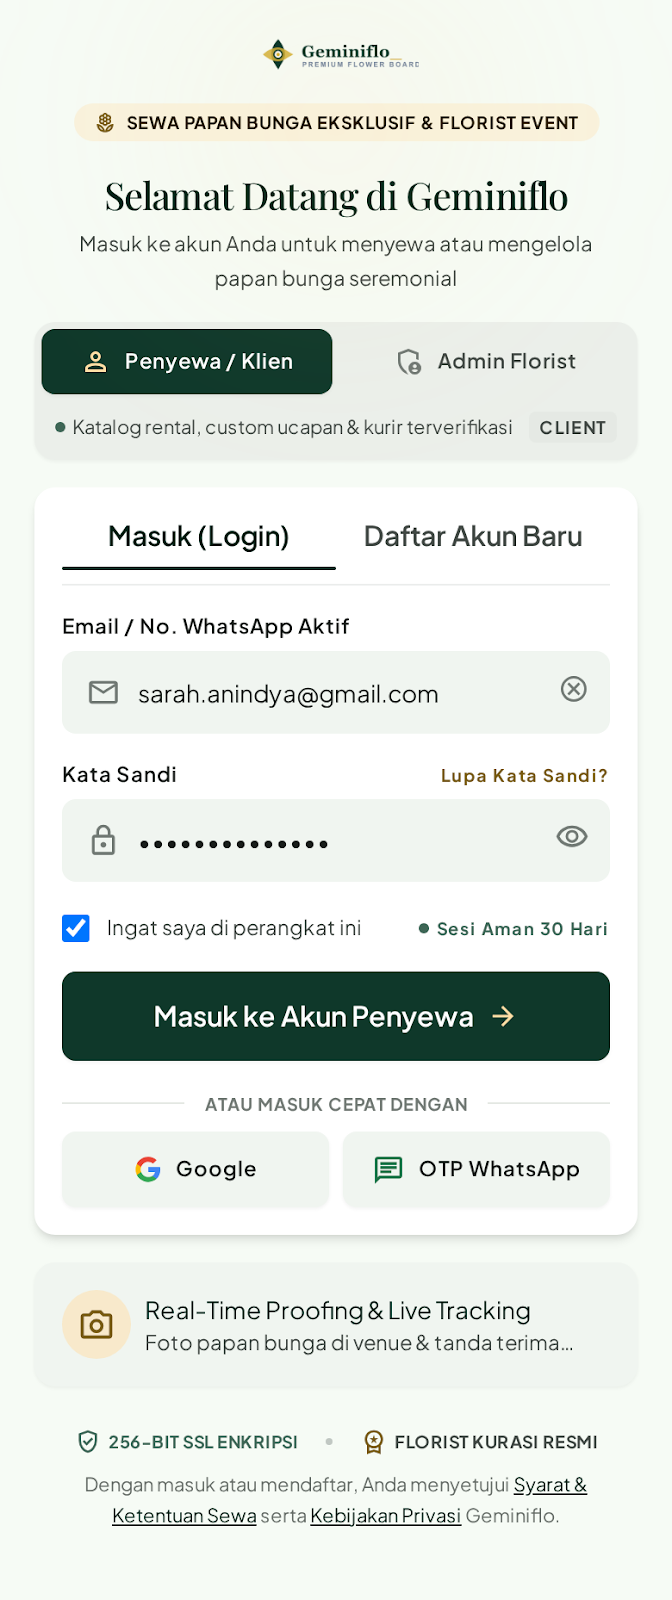 Geminiflo_
PREMIUM FLOWER BOARD
SEWA PAPAN BUNGA EKSKLUSIF & FLORIST EVENT
Selamat Datang di Geminiflo
Masuk ke akun Anda untuk menyewa atau mengelola
papan bunga seremonial
Penyewa / Klien
Admin Florist
Katalog rental, custom ucapan & kurir terverifikasi
CLIENT
Masuk (Login)
Daftar Akun Baru
Email / No. WhatsApp Aktif
sarah.anindya@gmail.com
Kata Sandi
Lupa Kata Sandi?
Ingat saya di perangkat ini
Sesi Aman 30 Hari
Masuk ke Akun Penyewa
ATAU MASUK CEPAT DENGAN
Google
OTP WhatsApp
Real-Time Proofing & Live Tracking
Foto papan bunga di venue & tanda terima...
256-BIT SSL ENKRIPSI
FLORIST KURASI RESMI
Dengan masuk atau mendaftar, Anda menyetujui Syarat &
Ketentuan Sewa serta Kebijakan Privasi Geminiflo.